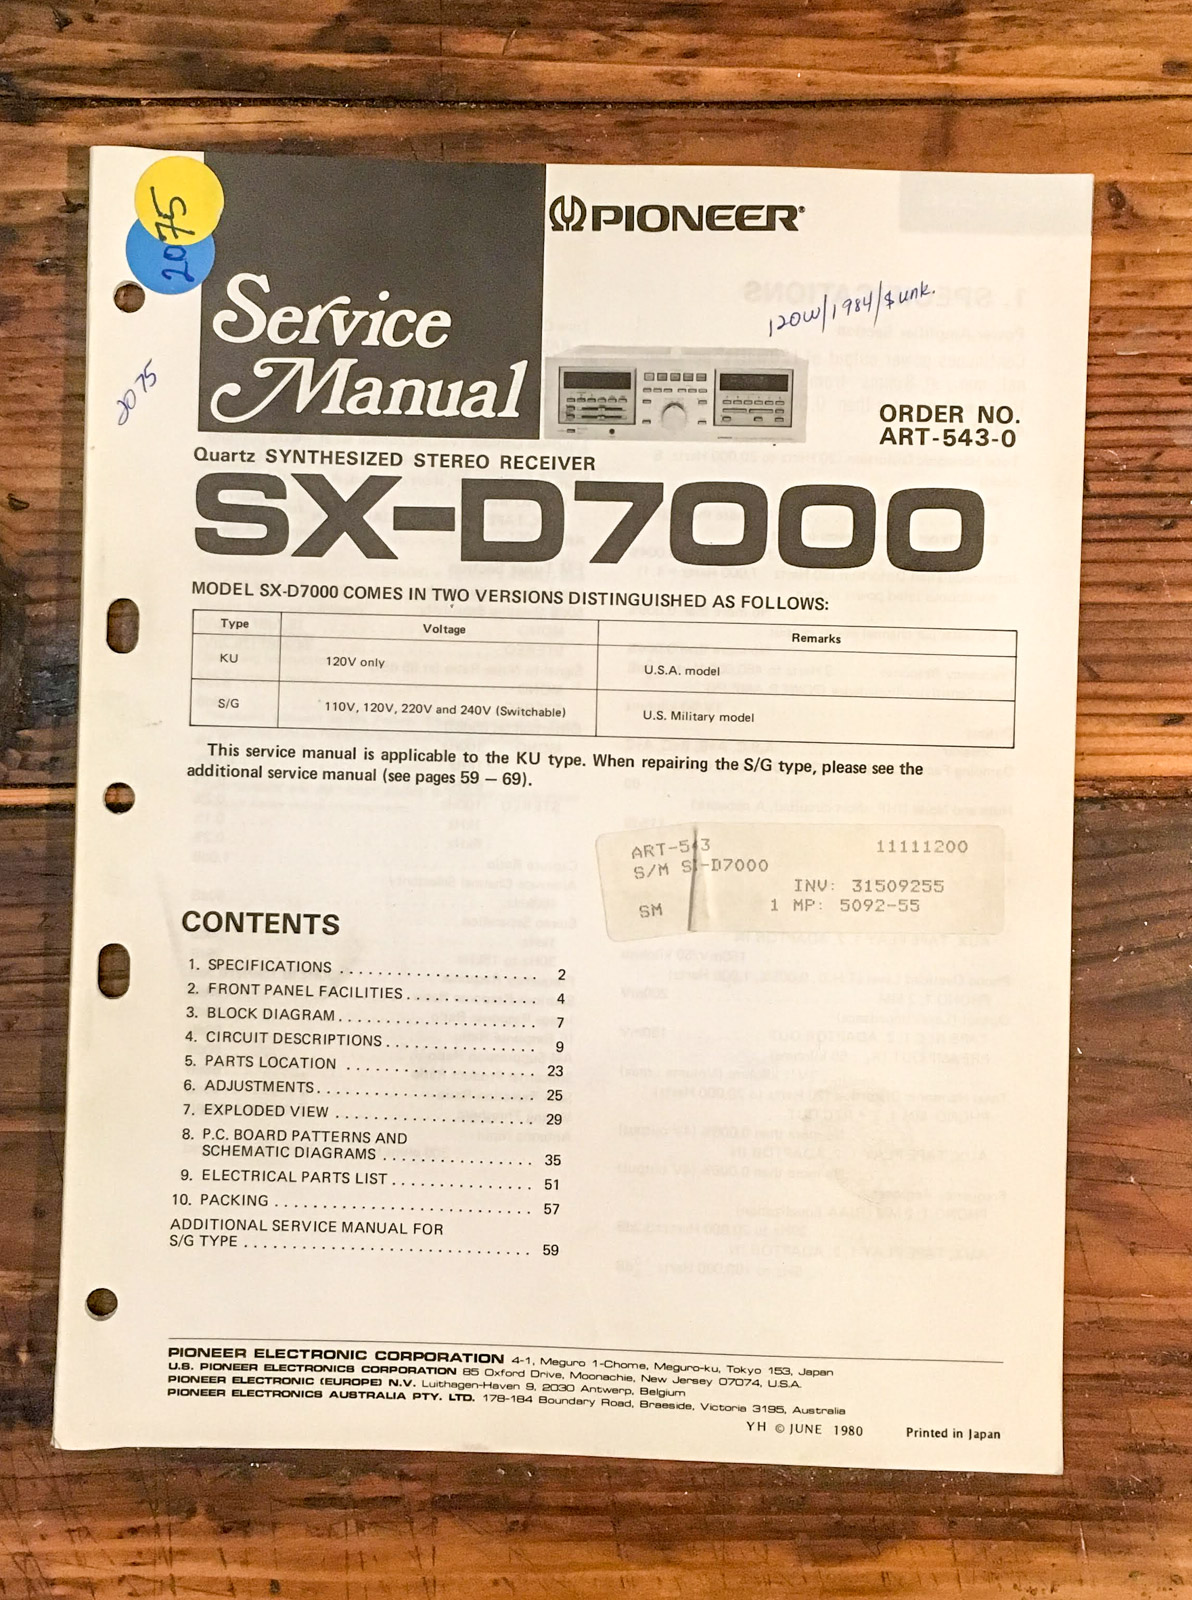 2075
PIONEER®
Service
Manual
120W/1984/$unk.
2075
ORDER NO.
ART-543-0
Quartz SYNTHESIZED STEREO RECEIVER
SX-D7000
MODEL SX-D7000 COMES IN TWO VERSIONS DISTINGUISHED AS FOLLOWS:
Type Voltage Remarks
KU 120V only U.S.A. model
S/G 110V, 120V, 220V and 240V (Switchable) U.S. Military model
This service manual is applicable to the KU type. When repairing the S/G type, please see the
additional service manual (see pages 59 – 69).
ART-543 11111200
S/M SX-D7000
INV: 31509255
SM 1 MP: 5092-55
CONTENTS
1. SPECIFICATIONS .................... 2
2. FRONT PANEL FACILITIES ............. 4
3. BLOCK DIAGRAM .................... 7
4. CIRCUIT DESCRIPTIONS ............... 9
5. PARTS LOCATION ................... 23
6. ADJUSTMENTS ..................... 25
7. EXPLODED VIEW .................... 29
8. P.C. BOARD PATTERNS AND
SCHEMATIC DIAGRAMS ................ 35
9. ELECTRICAL PARTS LIST .............. 51
10. PACKING .......................... 57
ADDITIONAL SERVICE MANUAL FOR
S/G TYPE ............................. 59
PIONEER ELECTRONIC CORPORATION 4-1, Meguro 1-Chome, Meguro-ku, Tokyo 153, Japan
U.S. PIONEER ELECTRONICS CORPORATION 85 Oxford Drive, Moonachie, New Jersey 07074, U.S.A.
PIONEER ELECTRONIC (EUROPE) N.V. Luithagen-Haven 9, 2030 Antwerp, Belgium
PIONEER ELECTRONICS AUSTRALIA PTY. LTD. 178-184 Boundary Road, Braeside, Victoria 3195, Australia
YH © JUNE 1980 Printed in Japan